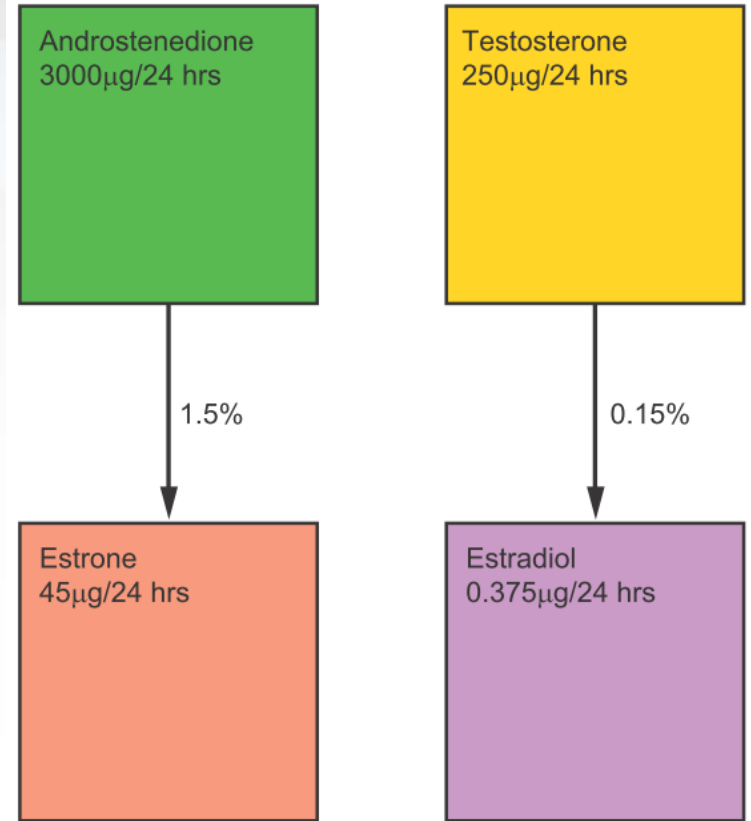 Androstenedione
3000μg/24 hrs
Testosterone
250μg/24 hrs
1.5%
0.15%
Estrone
45μg/24 hrs
Estradiol
0.375μg/24 hrs